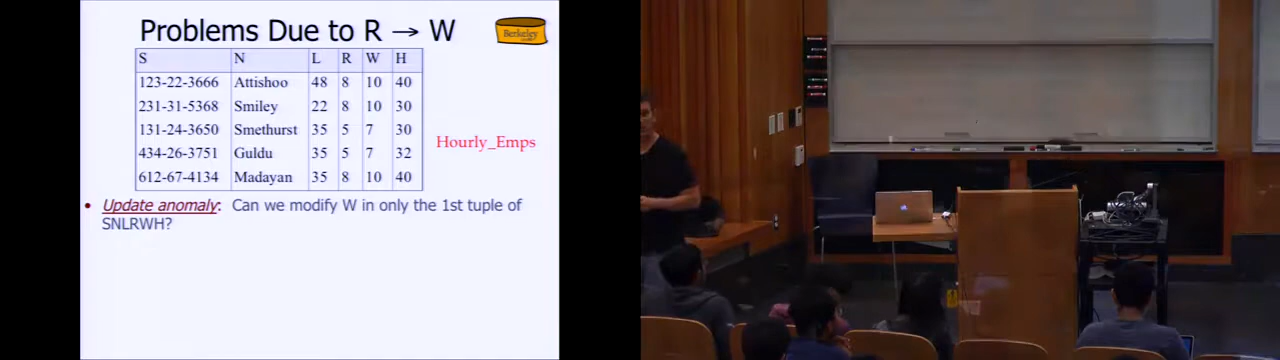 Problems Due to R → W
Berkeley
S N L R W H
123-22-3666 Attishoo 48 8 10 40
231-31-5368 Smiley 22 8 10 30
131-24-3650 Smethurst 35 5 7 30
434-26-3751 Guldu 35 5 7 32
612-67-4134 Madayan 35 8 10 40
Hourly_Emps
• Update anomaly: Can we modify W in only the 1st tuple of
SNLRWH?